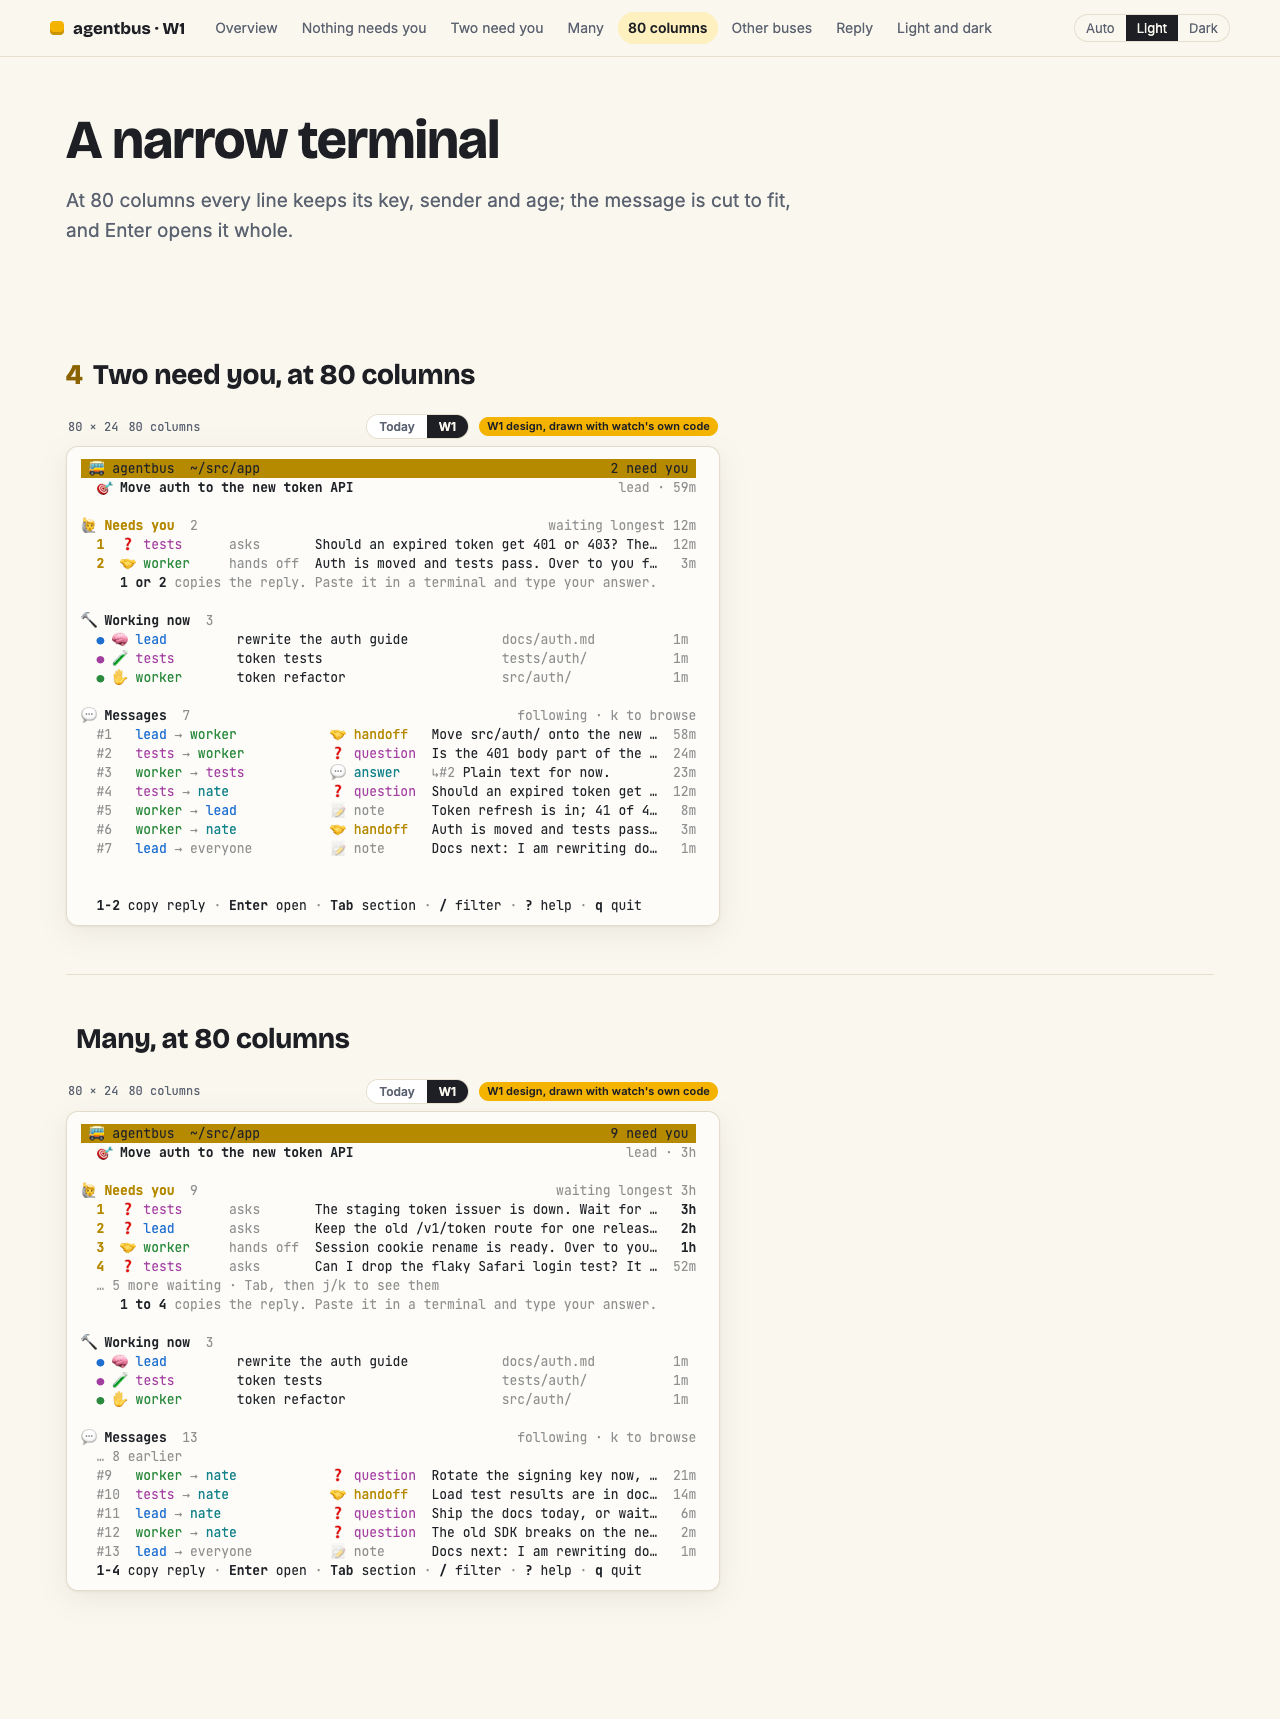 agentbus · W1 Overview Nothing needs you Two need you Many 80 columns Other buses Reply Light and dark Auto Light Dark
A narrow terminal
At 80 columns every line keeps its key, sender and age; the message is cut to fit,
and Enter opens it whole.
4 Two need you, at 80 columns
80 × 24 80 columns Today W1 W1 design, drawn with watch's own code
agentbus ~/src/app 2 need you
Move auth to the new token API lead · 59m
Needs you 2 waiting longest 12m
1 ❓ tests asks Should an expired token get 401 or 403? The… 12m
2 worker hands off Auth is moved and tests pass. Over to you f… 3m
1 or 2 copies the reply. Paste it in a terminal and type your answer.
Working now 3
● lead rewrite the auth guide docs/auth.md 1m
● tests token tests tests/auth/ 1m
● worker token refactor src/auth/ 1m
Messages 7 following · k to browse
#1 lead → worker handoff Move src/auth/ onto the new … 58m
#2 tests → worker ❓ question Is the 401 body part of the … 24m
#3 worker → tests answer ↳#2 Plain text for now. 23m
#4 tests → nate ❓ question Should an expired token get … 12m
#5 worker → lead note Token refresh is in; 41 of 4… 8m
#6 worker → nate handoff Auth is moved and tests pass… 3m
#7 lead → everyone note Docs next: I am rewriting do… 1m
1-2 copy reply · Enter open · Tab section · / filter · ? help · q quit
Many, at 80 columns
80 × 24 80 columns Today W1 W1 design, drawn with watch's own code
agentbus ~/src/app 9 need you
Move auth to the new token API lead · 3h
Needs you 9 waiting longest 3h
1 ❓ tests asks The staging token issuer is down. Wait for … 3h
2 ❓ lead asks Keep the old /v1/token route for one releas… 2h
3 worker hands off Session cookie rename is ready. Over to you… 1h
4 ❓ tests asks Can I drop the flaky Safari login test? It … 52m
… 5 more waiting · Tab, then j/k to see them
1 to 4 copies the reply. Paste it in a terminal and type your answer.
Working now 3
● lead rewrite the auth guide docs/auth.md 1m
● tests token tests tests/auth/ 1m
● worker token refactor src/auth/ 1m
Messages 13 following · k to browse
… 8 earlier
#9 worker → nate ❓ question Rotate the signing key now, … 21m
#10 tests → nate handoff Load test results are in doc… 14m
#11 lead → nate ❓ question Ship the docs today, or wait… 6m
#12 worker → nate ❓ question The old SDK breaks on the ne… 2m
#13 lead → everyone note Docs next: I am rewriting do… 1m
1-4 copy reply · Enter open · Tab section · / filter · ? help · q quit